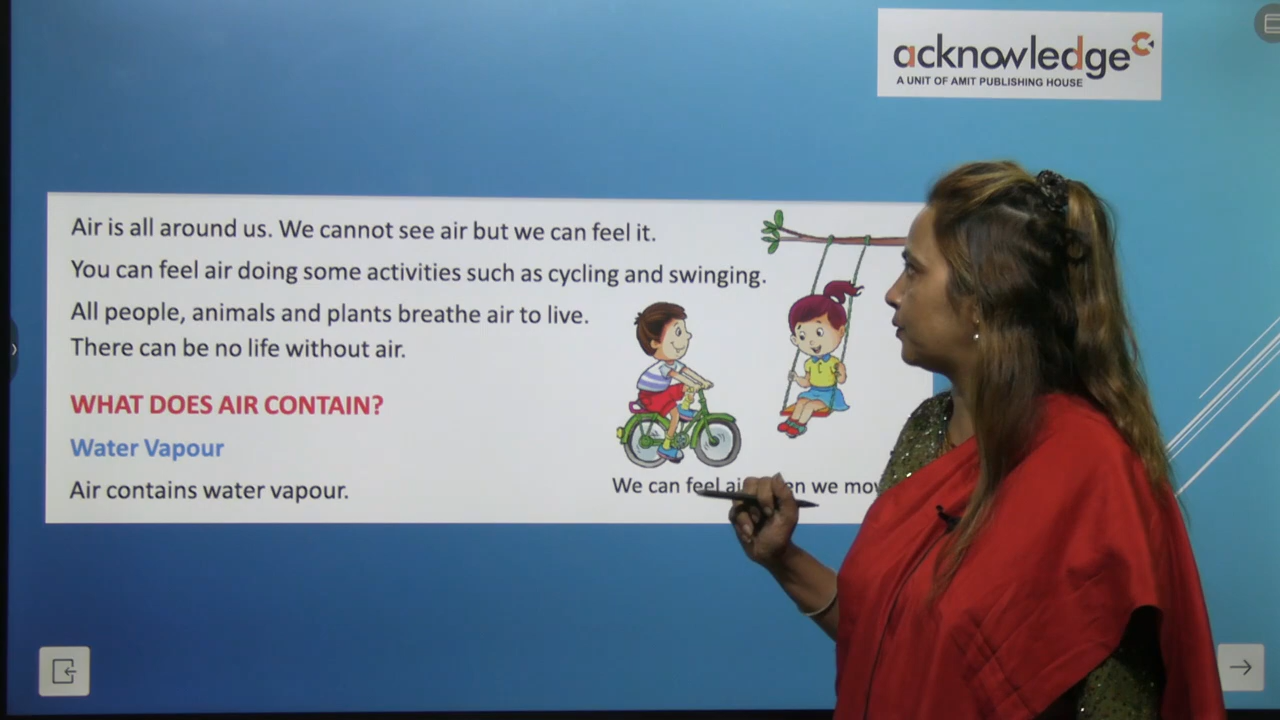 acknowledge
A UNIT OF AMIT PUBLISHING HOUSE
Air is all around us. We cannot see air but we can feel it.
You can feel air doing some activities such as cycling and swinging.
All people, animals and plants breathe air to live.
There can be no life without air.
WHAT DOES AIR CONTAIN?
Water Vapour
Air contains water vapour.
We can feel we